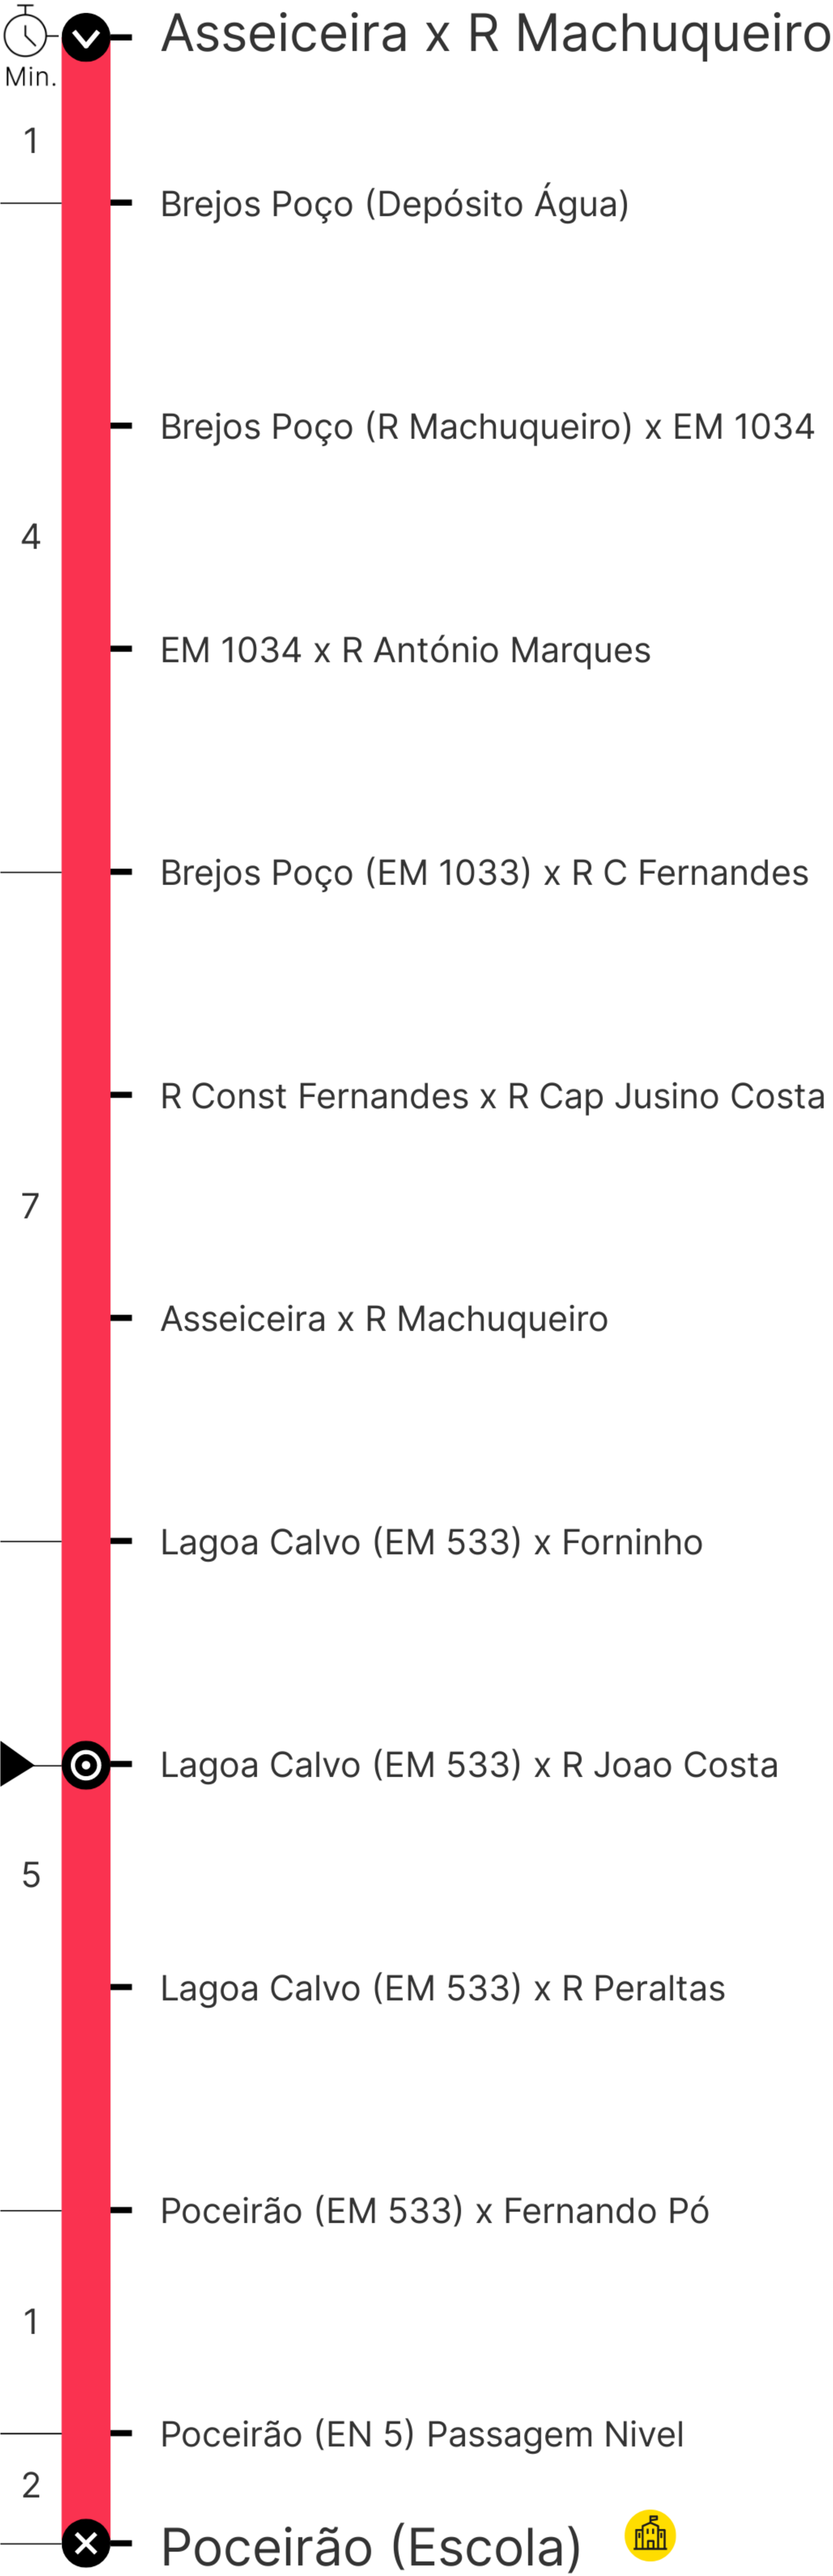 Asseiceira x R Machuqueiro
Min.
1
Brejos Poço (Depósito Água)
Brejos Poço (R Machuqueiro) x EM 1034
4
EM 1034 x R António Marques
Brejos Poço (EM 1033) x R C Fernandes
R Const Fernandes x R Cap Jusino Costa
7
Asseiceira x R Machuqueiro
Lagoa Calvo (EM 533) x Forninho
Lagoa Calvo (EM 533) x R Joao Costa
5
Lagoa Calvo (EM 533) x R Peraltas
Poceirão (EM 533) x Fernando Pó
1
Poceirão (EN 5) Passagem Nivel
2
Poceirão (Escola)